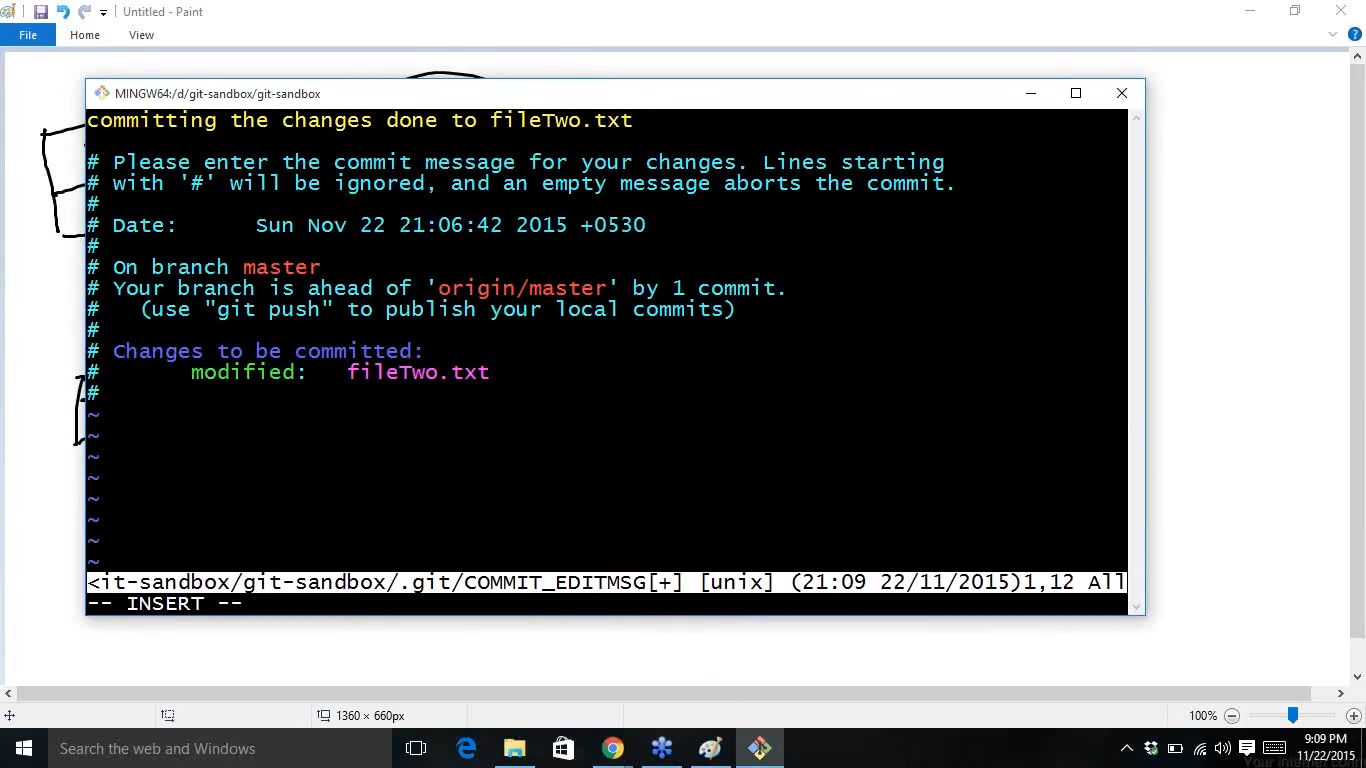 Untitled - Paint
File Home View
MINGW64:/d/git-sandbox/git-sandbox
committing the changes done to fileTwo.txt
# Please enter the commit message for your changes. Lines starting
# with '#' will be ignored, and an empty message aborts the commit.
#
# Date:      Sun Nov 22 21:06:42 2015 +0530
#
# On branch master
# Your branch is ahead of 'origin/master' by 1 commit.
#   (use "git push" to publish your local commits)
#
# Changes to be committed:
#       modified:   fileTwo.txt
#
~
~
~
~
~
~
~
~
<it-sandbox/git-sandbox/.git/COMMIT_EDITMSG[+] [unix] (21:09 22/11/2015)1,12 All
-- INSERT --
1360 × 660px
100%
Search the web and Windows
9:09 PM
11/22/2015